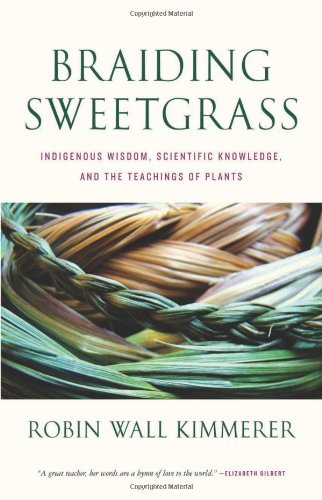 BRAIDING
SWEETGRASS
INDIGENOUS WISDOM, SCIENTIFIC KNOWLEDGE,
AND THE TEACHINGS OF PLANTS
ROBIN WALL KIMMERER
"A great teacher, her words are a hymn of love to the world." —ELIZABETH GILBERT